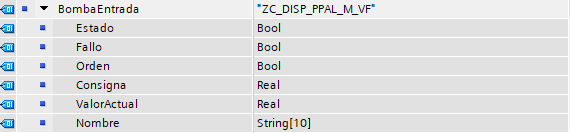 BombaEntrada "ZC_DISP_PPAL_M_VF"
Estado Bool
Fallo Bool
Orden Bool
Consigna Real
ValorActual Real
Nombre String[10]